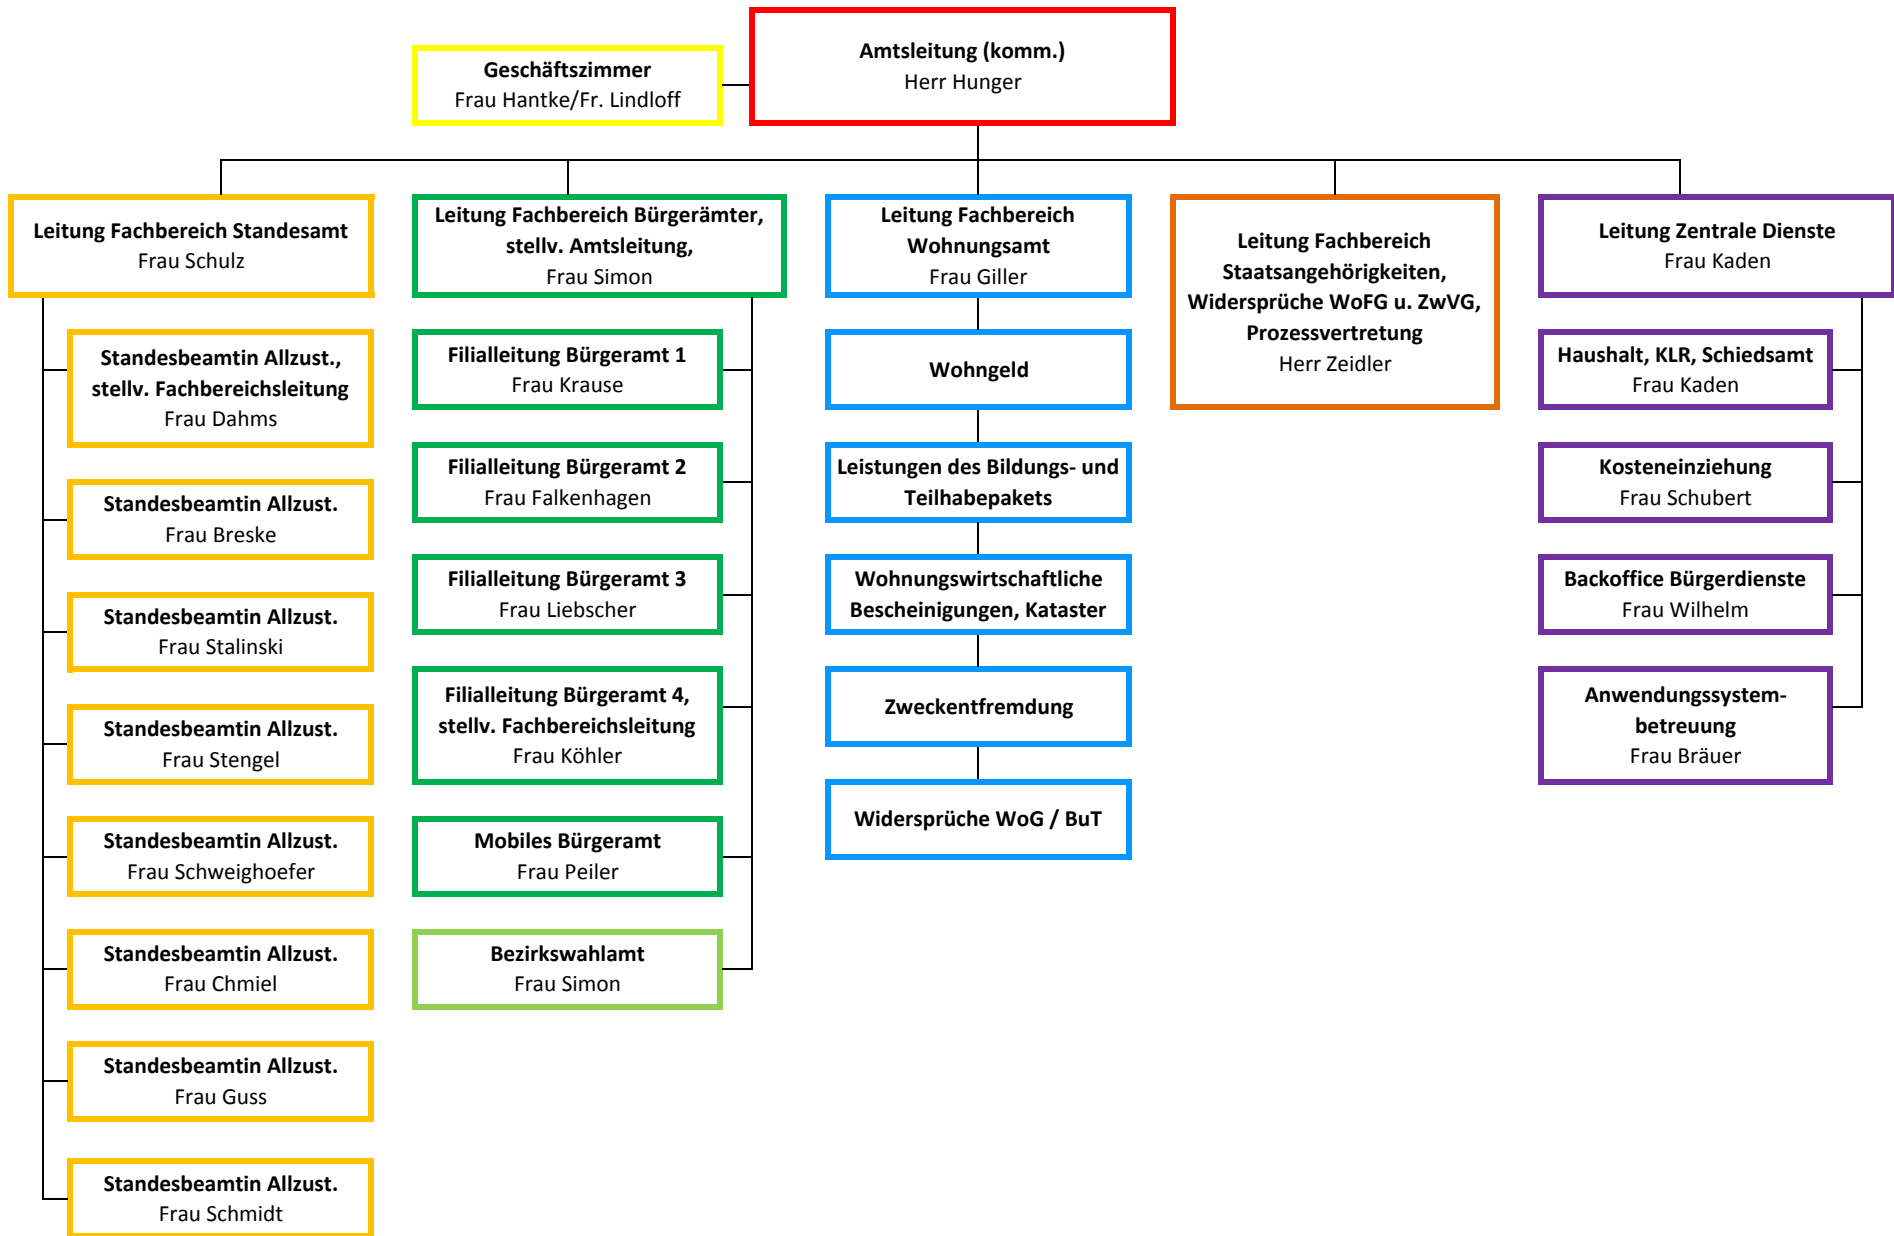 Geschäftszimmer
Frau Hantke/Fr. Lindloff
Amtsleitung (komm.)
Herr Hunger
Leitung Fachbereich Standesamt
Frau Schulz
Standesbeamtin Allzust.,
stellv. Fachbereichsleitung
Frau Dahms
Standesbeamtin Allzust.
Frau Breske
Standesbeamtin Allzust.
Frau Stalinski
Standesbeamtin Allzust.
Frau Stengel
Standesbeamtin Allzust.
Frau Schweighoefer
Standesbeamtin Allzust.
Frau Chmiel
Standesbeamtin Allzust.
Frau Guss
Standesbeamtin Allzust.
Frau Schmidt
Leitung Fachbereich Bürgerämter,
stellv. Amtsleitung,
Frau Simon
Filialleitung Bürgeramt 1
Frau Krause
Filialleitung Bürgeramt 2
Frau Falkenhagen
Filialleitung Bürgeramt 3
Frau Liebscher
Filialleitung Bürgeramt 4,
stellv. Fachbereichsleitung
Frau Köhler
Mobiles Bürgeramt
Frau Peiler
Bezirkswahlamt
Frau Simon
Leitung Fachbereich
Wohnungsamt
Frau Giller
Wohngeld
Leistungen des Bildungs- und
Teilhabepakets
Wohnungswirtschaftliche
Bescheinigungen, Kataster
Zweckentfremdung
Widersprüche WoG / BuT
Leitung Fachbereich
Staatsangehörigkeiten,
Widersprüche WoFG u. ZwVG,
Prozessvertretung
Herr Zeidler
Leitung Zentrale Dienste
Frau Kaden
Haushalt, KLR, Schiedsamt
Frau Kaden
Kosteneinziehung
Frau Schubert
Backoffice Bürgerdienste
Frau Wilhelm
Anwendungssystem-
betreuung
Frau Bräuer